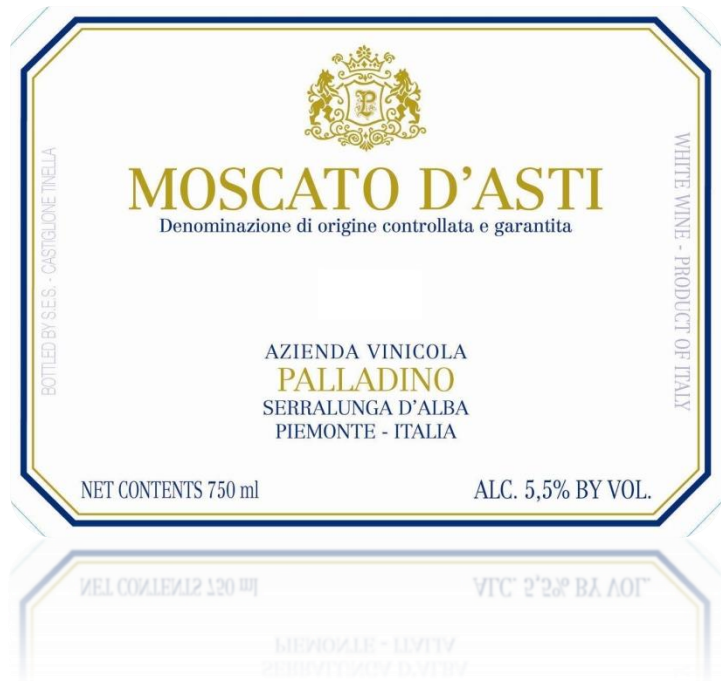 P
MOSCATO D'ASTI
Denominazione di origine controllata e garantita
AZIENDA VINICOLA
PALLADINO
SERRALUNGA D'ALBA
PIEMONTE - ITALIA
NET CONTENTS 750 ml
ALC. 5,5% BY VOL.
BOTTLED BY S.E.S. - CASTIGLIONE TINELLA
WHITE WINE - PRODUCT OF ITALY